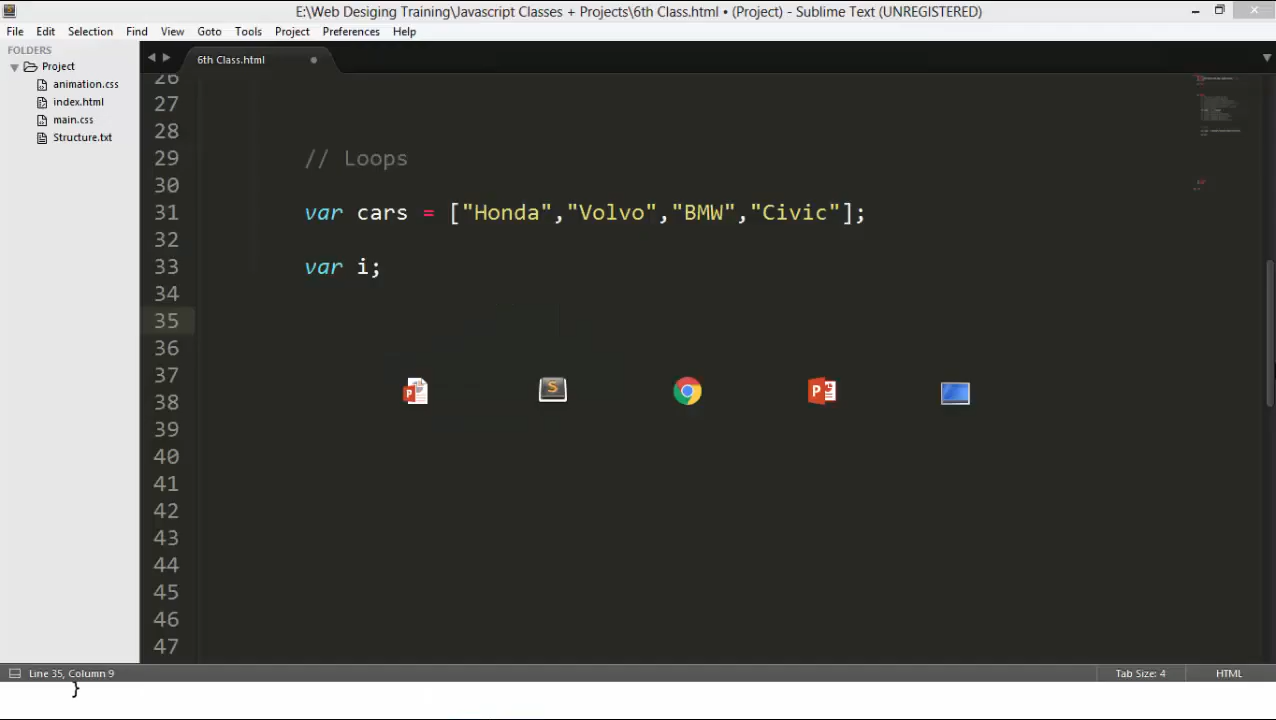 E:\Web Desiging Training\Javascript Classes + Projects\6th Class.html • (Project) - Sublime Text (UNREGISTERED)
File Edit Selection Find View Goto Tools Project Preferences Help
FOLDERS
Project
animation.css
index.html
main.css
Structure.txt
6th Class.html
26
27
28
29 // Loops
30
31 var cars = ["Honda","Volvo","BMW","Civic"];
32
33 var i;
34
35
36
37
38
39
40
41
42
43
44
45
46
47
Line 35, Column 9 Tab Size: 4 HTML
}